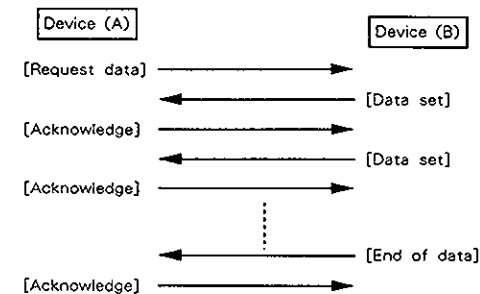 Device (A)
Device (B)
[Request data]
[Data set]
[Acknowledge]
[Data set]
[Acknowledge]
[End of data]
[Acknowledge]